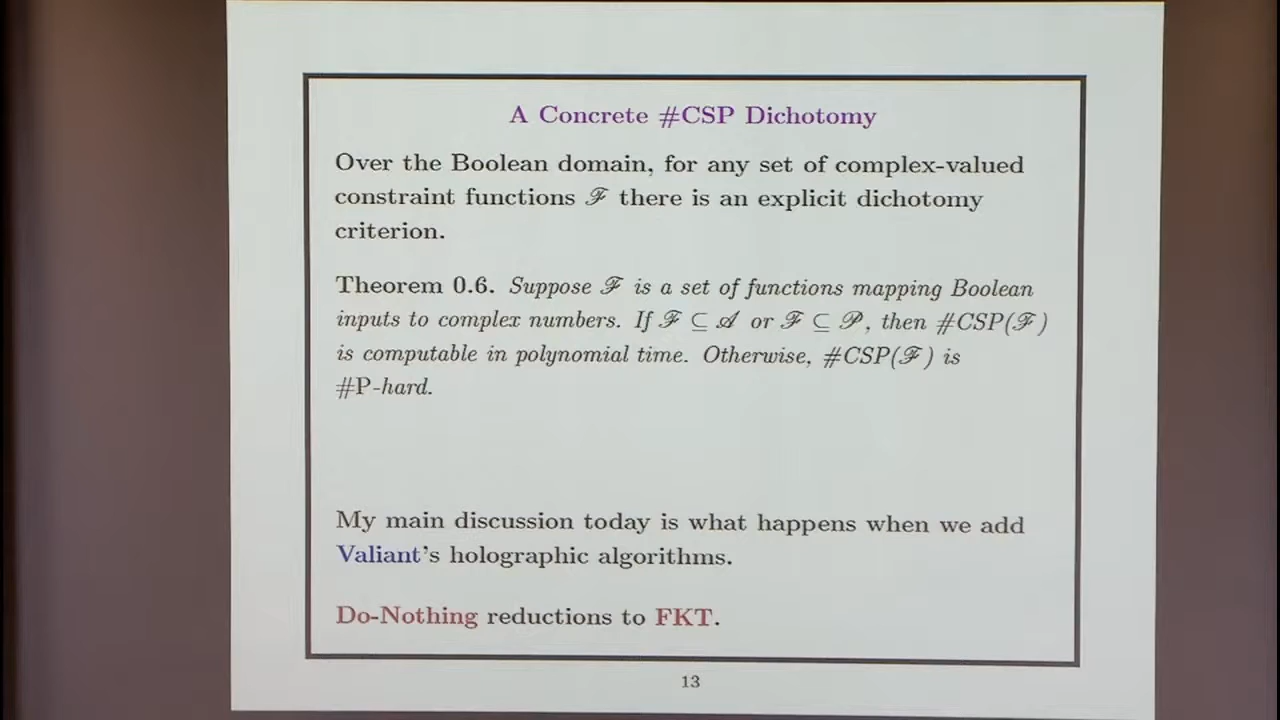 A Concrete #CSP Dichotomy
Over the Boolean domain, for any set of complex-valued
constraint functions ℱ there is an explicit dichotomy
criterion.
Theorem 0.6. Suppose ℱ is a set of functions mapping Boolean
inputs to complex numbers. If ℱ ⊆ 𝒜 or ℱ ⊆ 𝒫, then #CSP(ℱ)
is computable in polynomial time. Otherwise, #CSP(ℱ) is
#P-hard.
My main discussion today is what happens when we add
Valiant's holographic algorithms.
Do-Nothing reductions to FKT.
13